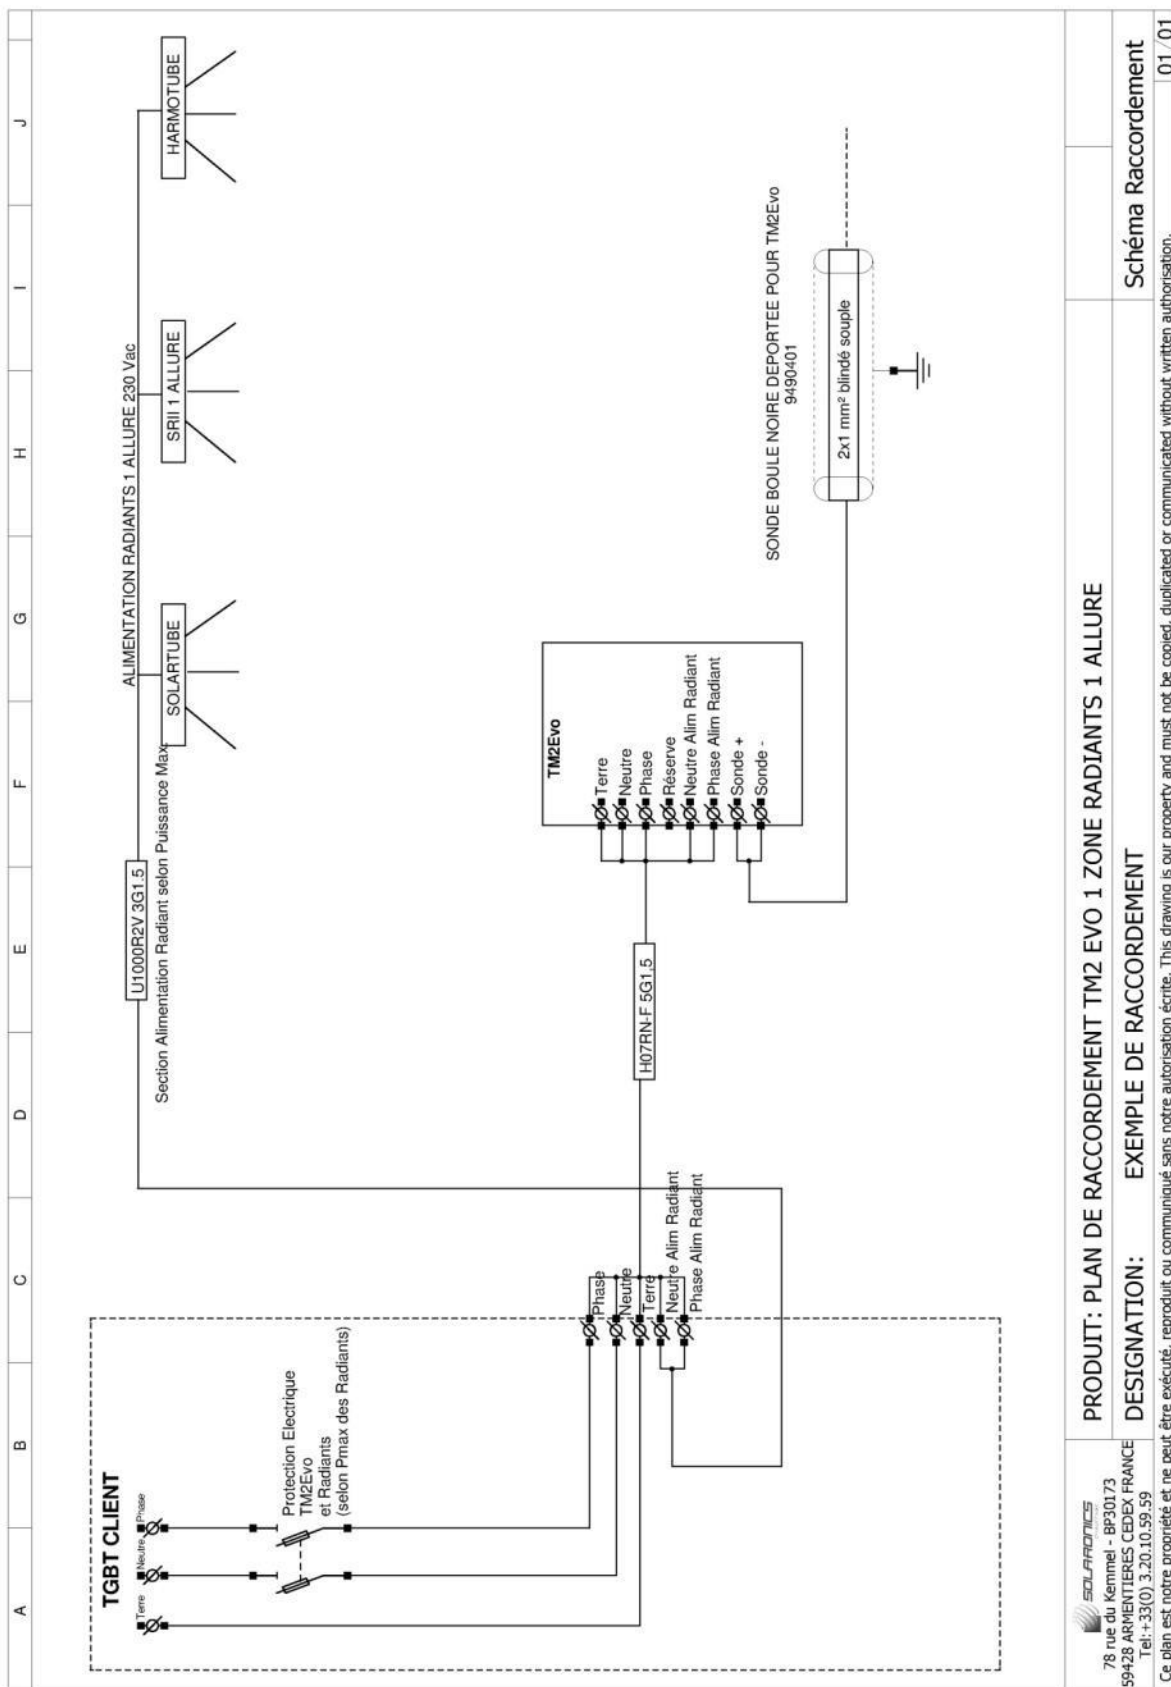 A B C D E F G H I J
TGBT CLIENT
Terre
Neutre
Phase
Protection Electrique
TM2Evo
et Radiants
(selon Pmax des Radiants)
Phase
Neutre
Terre
Neutre Alim Radiant
Phase Alim Radiant
U1000R2V 3G1.5
Section Alimentation Radiant selon Puissance Max.
ALIMENTATION RADIANTS 1 ALLURE 230 Vac
SOLARTUBE
SRII 1 ALLURE
HARMOTUBE
H07RN-F 5G1,5
TM2Evo
Terre
Neutre
Phase
Réserve
Neutre Alim Radiant
Phase Alim Radiant
Sonde +
Sonde -
SONDE BOULE NOIRE DEPORTEE POUR TM2Evo
9490401
2x1 mm² blindé souple
SOLARONICS
78 rue du Kemmel - BP30173
59428 ARMENTIERES CEDEX FRANCE
Tel:+33(0) 3.20.10.59.59
PRODUIT: PLAN DE RACCORDEMENT TM2 EVO 1 ZONE RADIANTS 1 ALLURE
DESIGNATION: EXEMPLE DE RACCORDEMENT
Schéma Raccordement
01/01
Ce plan est notre propriété et ne peut être exécuté, reproduit ou communiqué sans notre autorisation écrite. This drawing is our property and must not be copied, duplicated or communicated without written authorisation.